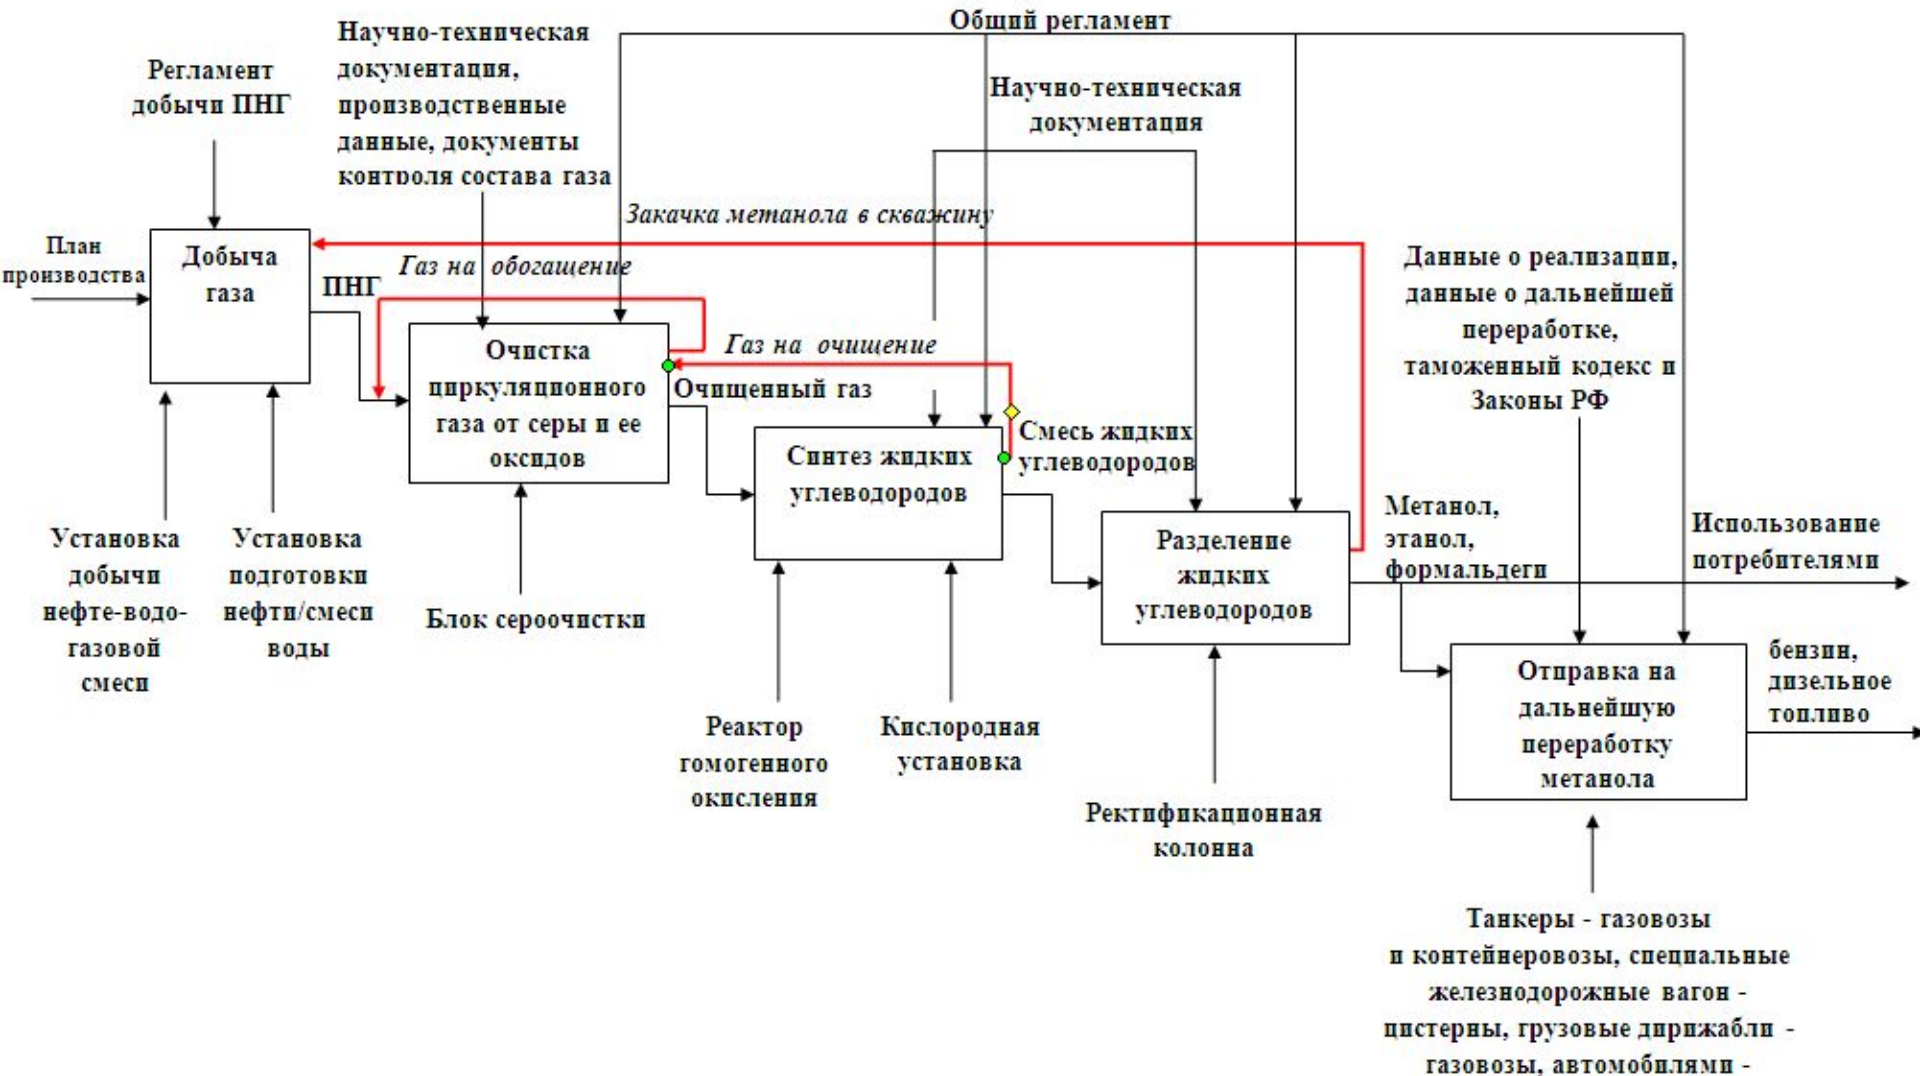 Общий регламент
Научно-техническая
документация,
производственные
данные, документы
контроля состава газа
Регламент
добычи ПНГ
Научно-техническая
документация
Закачка метанола в скважину
План
производства
Добыча
газа
ПНГ
Газ на обогащение
Данные о реализации,
данные о дальнейшей
переработке,
таможенный кодекс и
Законы РФ
Очистка
циркуляционного
газа от серы и ее
оксидов
Газ на очищение
Очищенный газ
Синтез жидких
углеводородов
Смесь жидких
углеводородов
Разделение
жидких
углеводородов
Метанол,
этанол,
формальдеги
Использование
потребителями
Установка
добычи
нефте-водо-
газовой
смеси
Установка
подготовки
нефти/смеси
воды
Блок сероочистки
Реактор
гомогенного
окисления
Кислородная
установка
Ректификационная
колонна
Отправка на
дальнейшую
переработку
метанола
бензин,
дизельное
топливо
Танкеры - газовозы
и контейнеровозы, специальные
железнодорожные вагон -
цистерны, грузовые дирижабли -
газовозы, автомобилями -